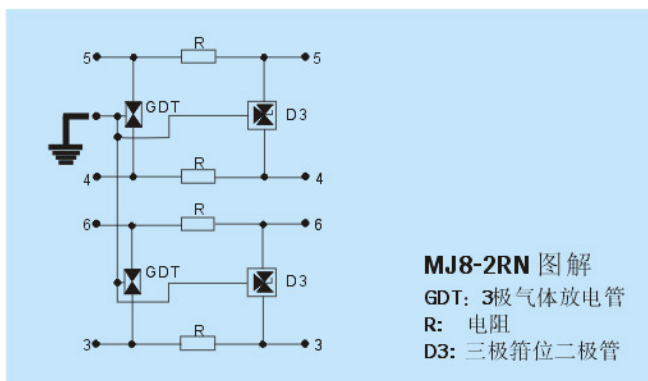 R
5 5
GDT D3
R
4 4
R
6 6
GDT D3
R
3 3
MJ8-2RN 图解
GDT: 3极气体放电管
R: 电阻
D3: 三极箝位二极管